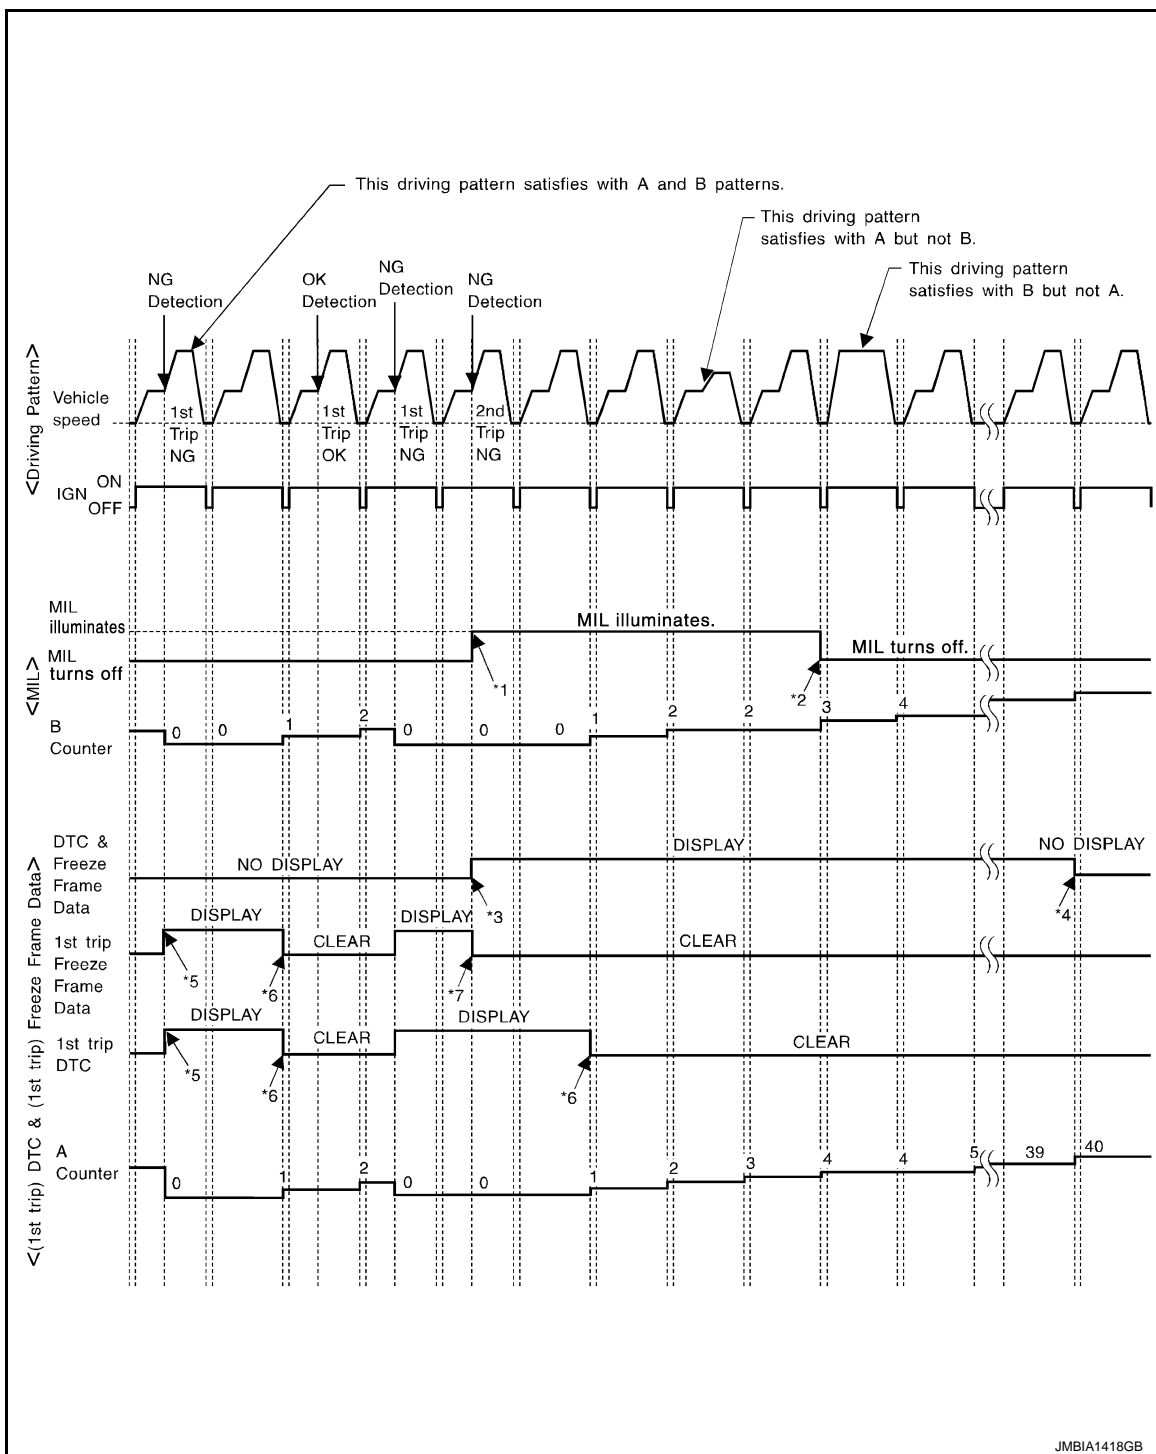 This driving pattern satisfies with A and B patterns.
This driving pattern
satisfies with A but not B.
This driving pattern
satisfies with B but not A.
NG
Detection
OK
Detection
NG
Detection
NG
Detection
<Driving Pattern>
Vehicle
speed
1st
Trip
NG
1st
Trip
OK
1st
Trip
NG
2nd
Trip
NG
IGN
ON
OFF
<MIL>
MIL
illuminates
MIL
turns off
MIL illuminates.
MIL turns off.
*1
*2
B
Counter
0 0 1 2 0 0 0 1 2 2 3 4
<(1st trip) DTC & (1st trip) Freeze Frame Data>
DTC &
Freeze
Frame
Data
NO DISPLAY
DISPLAY
NO DISPLAY
*3
*4
1st trip
Freeze
Frame
Data
DISPLAY
CLEAR
DISPLAY
CLEAR
*5
*6
*7
1st trip
DTC
DISPLAY
CLEAR
DISPLAY
CLEAR
*5
*6
*6
A
Counter
0 1 2 0 0 1 2 3 4 4 5 39 40
JMBIA1418GB